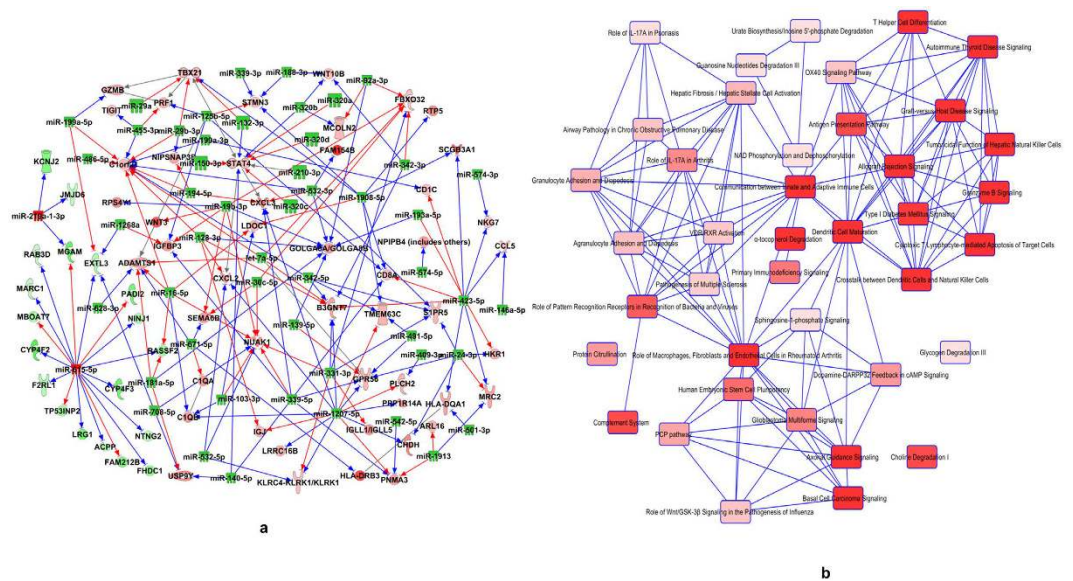 TBX21
miR-339-3p
miR-188-3p
WNT10B
miR-92a-3p
GZMB
PRF1
STMN3
FBXO32
TIGIT
miR-29a
miR-125b-5p
miR-320b
miR-320a
RTP5
miR-199a-5p
miR-455-3p
miR-29b-3p
miR-132-3p
MCOLN2
miR-199a-3p
miR-320d
FAM154B
SCGB3A1
KCNJ2
miR-486-5p
NIPSNAP3B
miR-150-3p
STAT4
miR-342-3p
miR-574-3p
miR-210-3p
JMJD6
miR-194-5p
miR-532-5p
miR-1908-5p
CD1C
RPS4Y1
miR-19b-3p
miR-320c
miR-193a-5p
NKG7
miR-1268a
WNT3
LDOC1
IGFBP3
NPIPB4 (includes others)
CCL5
RAB3D
MGAM
miR-128-3p
GOLGA8A/GOLGA8B
EXTL3
ADAMTS1
let-7a-5p
CD8A
miR-574-5p
MARC1
PADI2
CXCL2
miR-30c-5p
miR-342-5p
miR-423-5p
miR-146a-5p
MBOAT7
miR-628-3p
miR-16-5p
B3GNT7
TMEM63C
S1PR5
NINJ1
SEMA6B
miR-139-5p
CYP4F2
RASSF2
miR-671-5p
NUAK1
miR-491-5p
miR-409-3p
miR-24-3p
HKR1
miR-615-5p
miR-331-3p
GPR56
F2RL1
CYP4F3
miR-181a-5p
C1QA
PLCH2
MRC2
miR-103-3p
miR-339-5p
HLA-DQA1
TP53INP2
miR-708-5p
miR-1207-5p
PPP1R14A
LRG1
NTNG2
IGJ
IGLL1/IGLL5
miR-542-5p
ARL16
miR-501-3p
ACPP
miR-532-5p
LRRC16B
CHDH
miR-1913
FAM212B
FHDC1
USP9Y
miR-140-5p
KLRC4-KLRK1/KLRK1
HLA-DRB3
PNMA3
a
Role of IL-17A in Psoriasis
Urate Biosynthesis/Inosine 5'-phosphate Degradation
T Helper Cell Differentiation
Guanosine Nucleotides Degradation III
Autoimmune Thyroid Disease Signaling
OX40 Signaling Pathway
Hepatic Fibrosis / Hepatic Stellate Cell Activation
Graft-versus-Host Disease Signaling
Airway Pathology in Chronic Obstructive Pulmonary Disease
Antigen Presentation Pathway
Tumoricidal Function of Hepatic Natural Killer Cells
Role of IL-17A in Arthritis
NAD Phosphorylation and Dephosphorylation
Allograft Rejection Signaling
Granulocyte Adhesion and Diapedesis
Communication between Innate and Adaptive Immune Cells
Granzyme B Signaling
Type I Diabetes Mellitus Signaling
VDR/RXR Activation
Dendritic Cell Maturation
Agranulocyte Adhesion and Diapedesis
α-tocopherol Degradation
Cytotoxic T Lymphocyte-mediated Apoptosis of Target Cells
Primary Immunodeficiency Signaling
Crosstalk between Dendritic Cells and Natural Killer Cells
Pathogenesis of Multiple Sclerosis
Role of Pattern Recognition Receptors in Recognition of Bacteria and Viruses
Sphingosine-1-phosphate Signaling
Protein Citrullination
Role of Macrophages, Fibroblasts and Endothelial Cells in Rheumatoid Arthritis
Glycogen Degradation III
Dopamine-DARPP32 Feedback in cAMP Signaling
Human Embryonic Stem Cell Pluripotency
Complement System
Glioblastoma Multiforme Signaling
PCP pathway
Axonal Guidance Signaling
Choline Degradation I
Basal Cell Carcinoma Signaling
Role of Wnt/GSK-3β Signaling in the Pathogenesis of Influenza
b